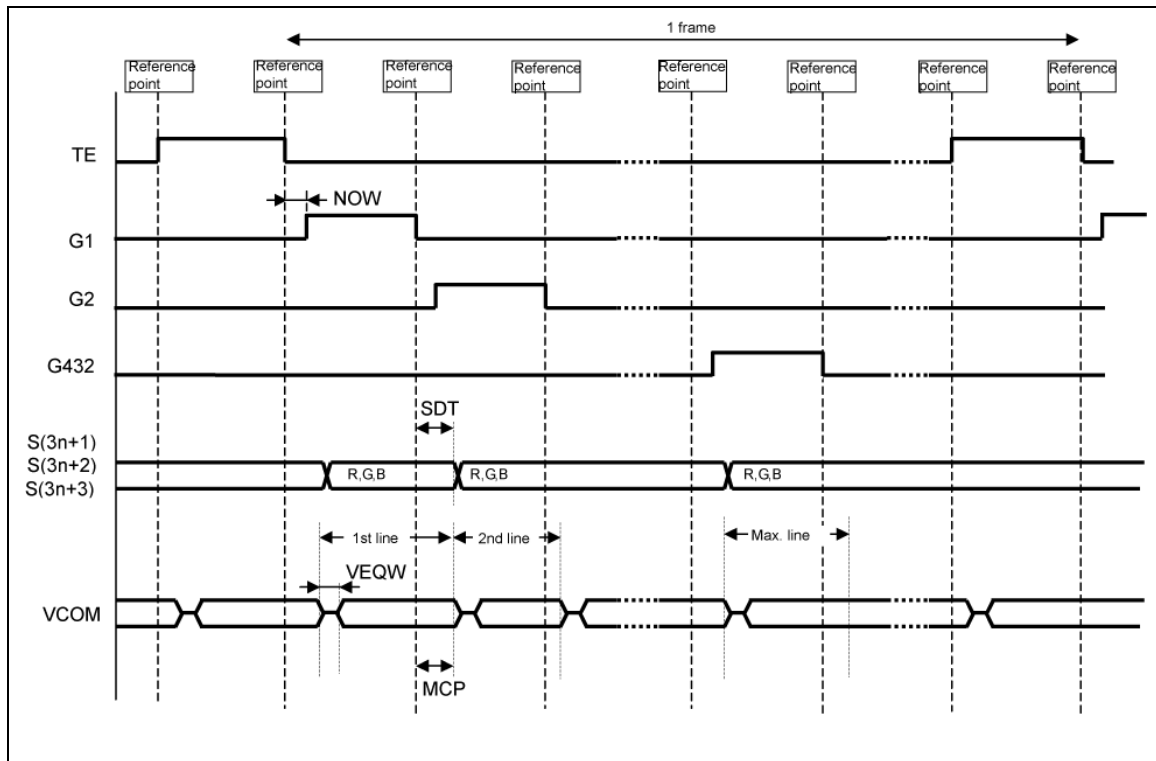 1 frame
Reference point
Reference point
Reference point
Reference point
Reference point
Reference point
Reference point
Reference point
TE
NOW
G1
G2
G432
SDT
S(3n+1)
S(3n+2)
S(3n+3)
R,G,B
R,G,B
R,G,B
1st line
2nd line
Max. line
VEQW
VCOM
MCP